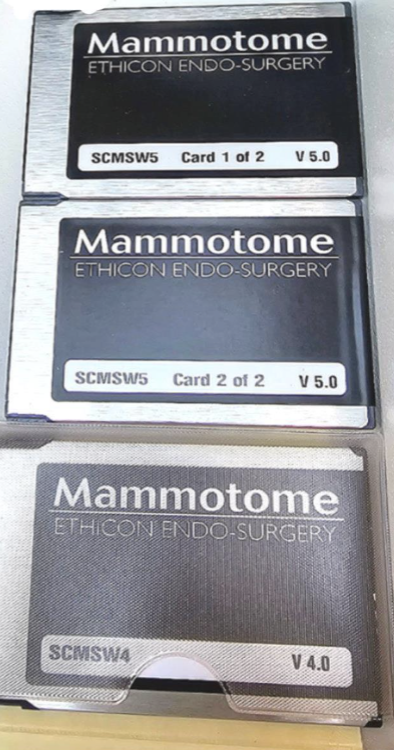 Mammotome
ETHICON ENDO-SURGERY
SCMSW5 Card 1 of 2 V 5.0
Mammotome
ETHICON ENDO-SURGERY
SCMSW5 Card 2 of 2 V 5.0
Mammotome
ETHICON ENDO-SURGERY
SCMSW4 V 4.0